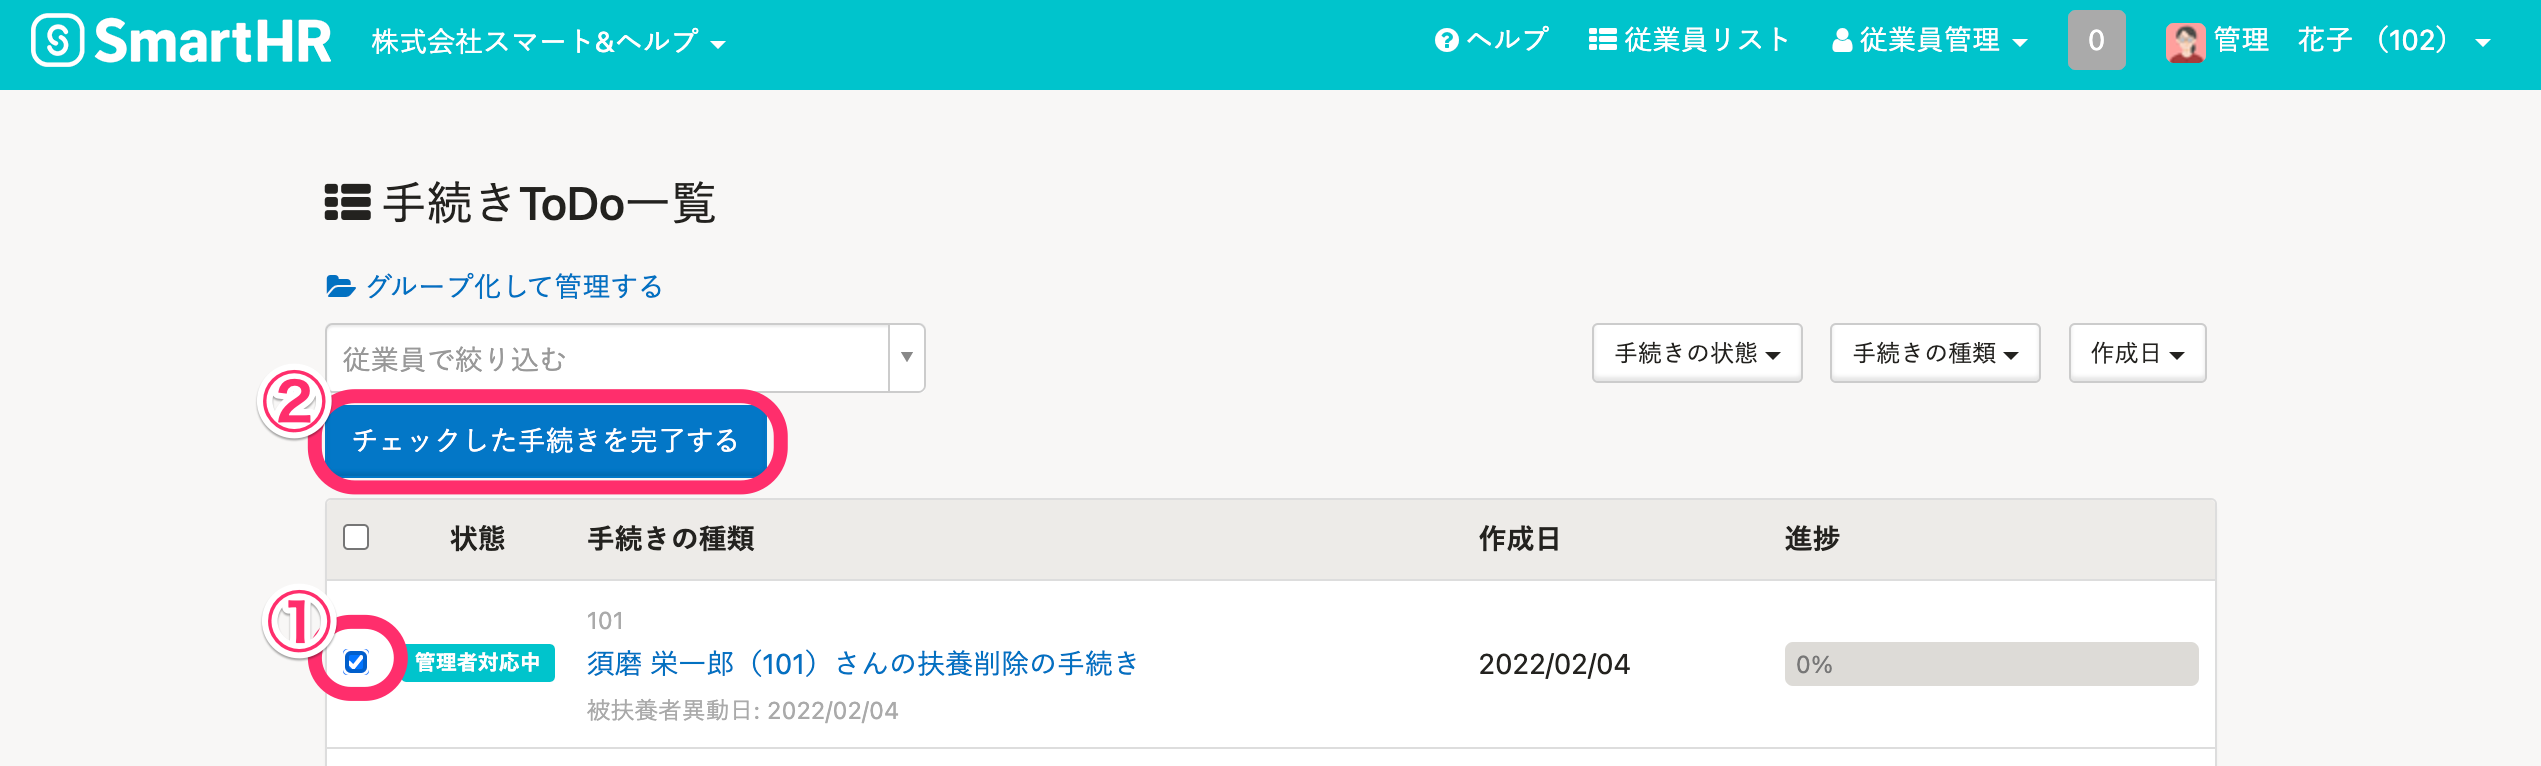 SmartHR 株式会社スマート&ヘルプ ヘルプ 従業員リスト 従業員管理 0 管理 花子 （102）
手続きToDo一覧
グループ化して管理する
従業員で絞り込む 手続きの状態 手続きの種類 作成日
②
チェックした手続きを完了する
状態 手続きの種類 作成日 進捗
①
101
管理者対応中 須磨 栄一郎（101）さんの扶養削除の手続き 2022/02/04 0%
被扶養者異動日: 2022/02/04